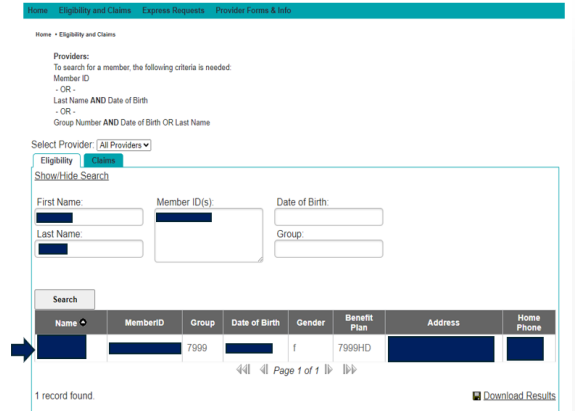 Home Eligibility and Claims Express Requests Provider Forms & Info
Home • Eligibility and Claims
Providers:
To search for a member, the following criteria is needed:
Member ID
- OR -
Last Name AND Date of Birth
- OR -
Group Number AND Date of Birth OR Last Name
Select Provider: All Providers
Eligibility Claims
Show/Hide Search
First Name: Member ID(s): Date of Birth:
Last Name: Group:
Search
Name MemberID Group Date of Birth Gender Benefit Plan Address Home Phone
7999 f 7999HD
Page 1 of 1
1 record found. Download Results